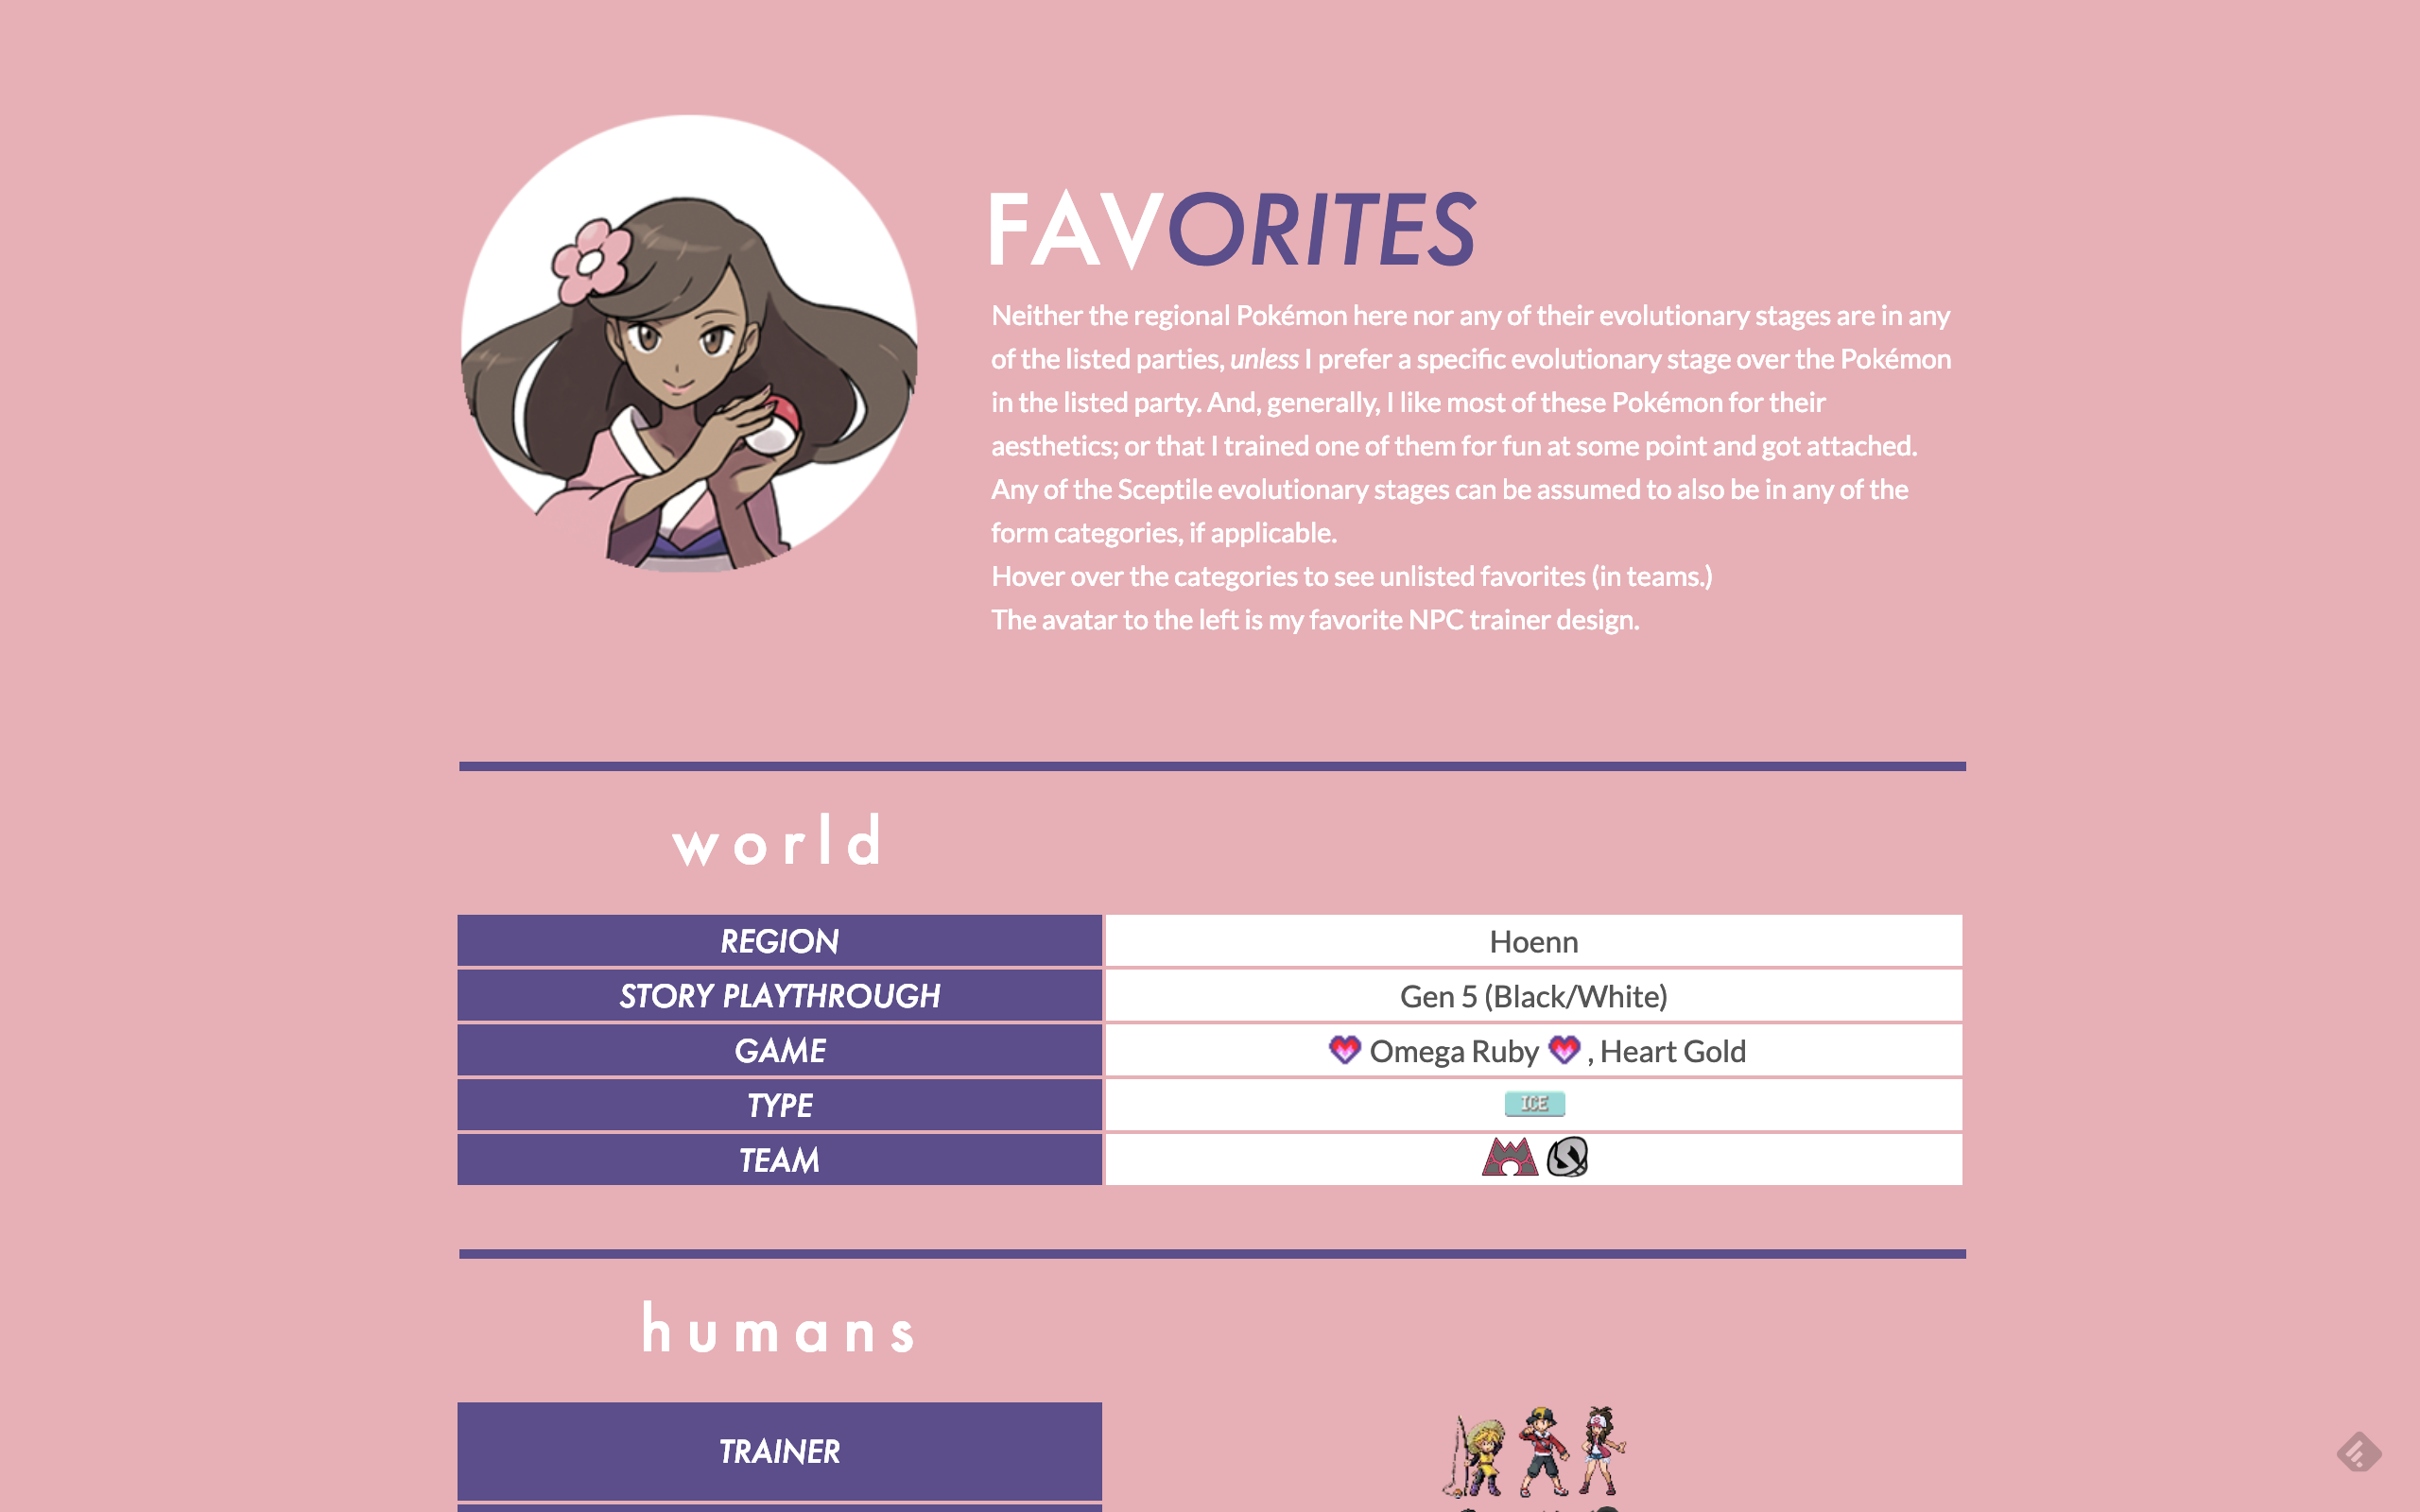 FAVORITES
Neither the regional Pokémon here nor any of their evolutionary stages are in any
of the listed parties, unless I prefer a specific evolutionary stage over the Pokémon
in the listed party. And, generally, I like most of these Pokémon for their
aesthetics; or that I trained one of them for fun at some point and got attached.
Any of the Sceptile evolutionary stages can be assumed to also be in any of the
form categories, if applicable.
Hover over the categories to see unlisted favorites (in teams.)
The avatar to the left is my favorite NPC trainer design.
world
REGION Hoenn
STORY PLAYTHROUGH Gen 5 (Black/White)
GAME Omega Ruby , Heart Gold
TYPE ICE
TEAM
humans
TRAINER